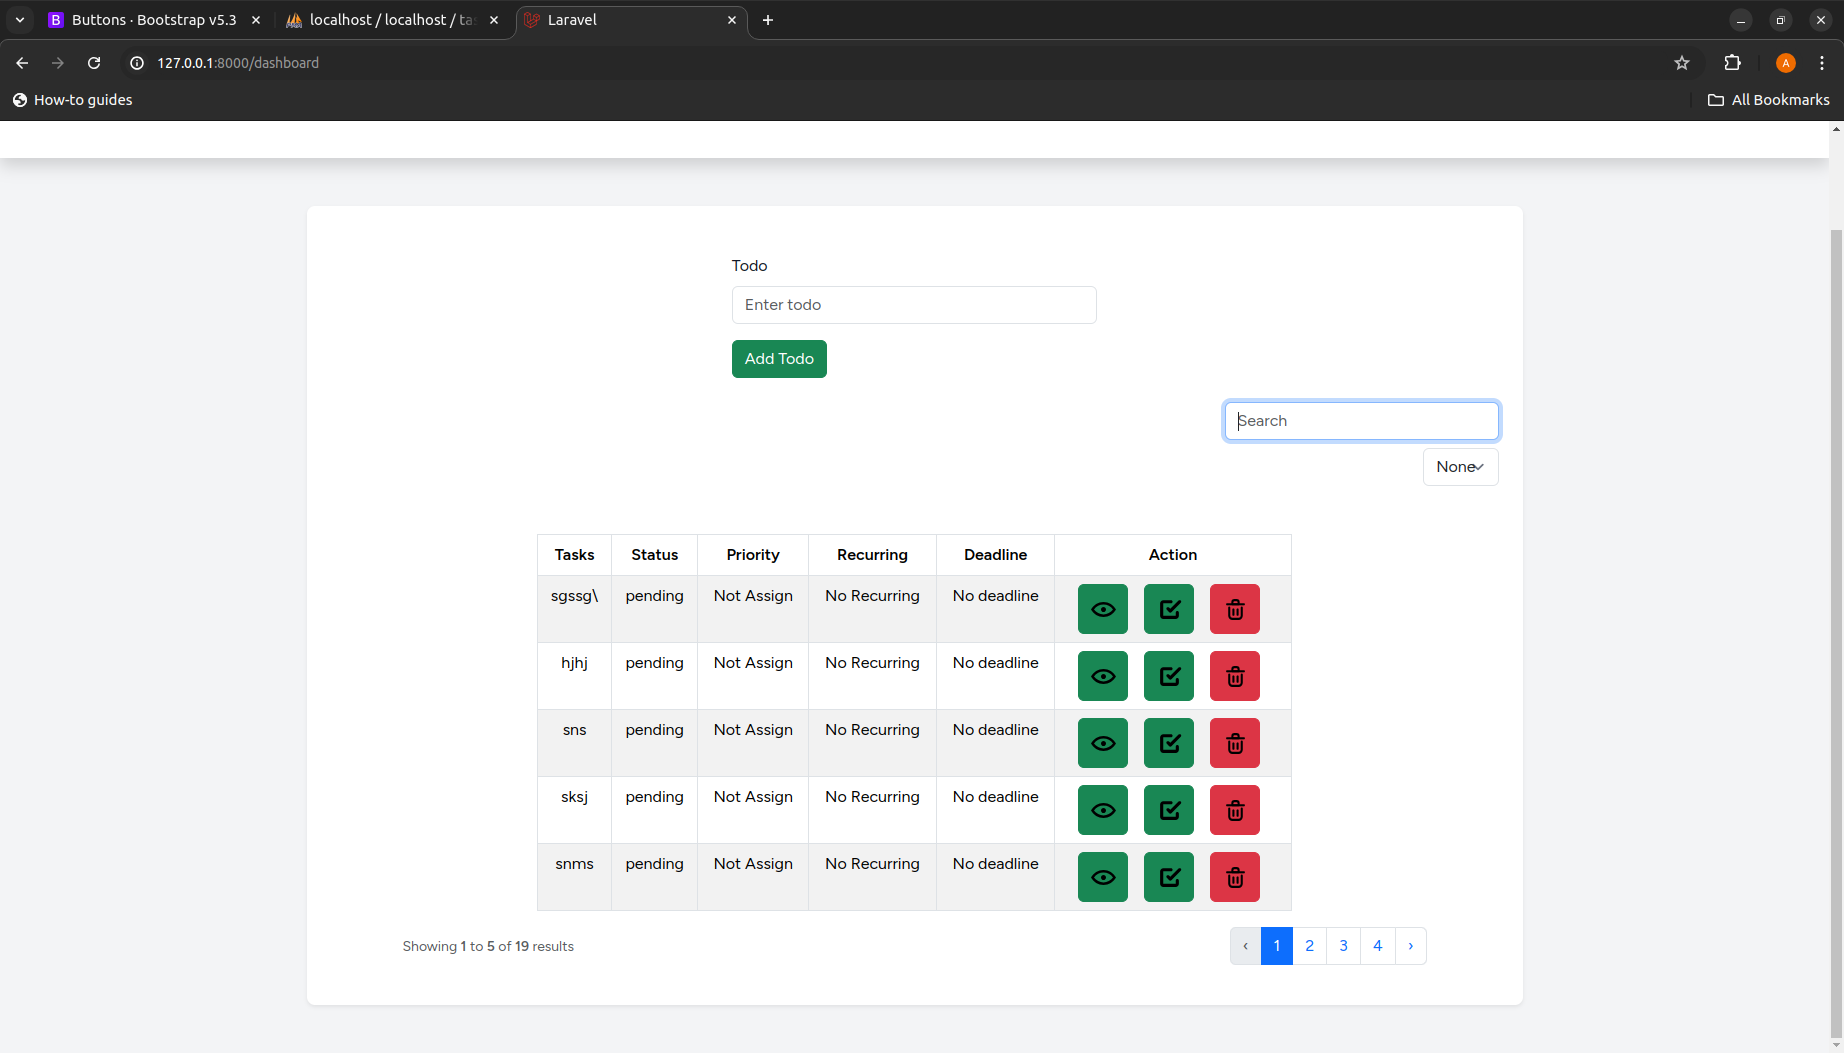 Buttons · Bootstrap v5.3
localhost / localhost / ta
Laravel
127.0.0.1:8000/dashboard
A
How-to guides
All Bookmarks
Todo
Enter todo
Add Todo
Search
None
Tasks Status Priority Recurring Deadline Action
sgssg\ pending Not Assign No Recurring No deadline
hjhj pending Not Assign No Recurring No deadline
sns pending Not Assign No Recurring No deadline
sksj pending Not Assign No Recurring No deadline
snms pending Not Assign No Recurring No deadline
Showing 1 to 5 of 19 results
‹ 1 2 3 4 ›